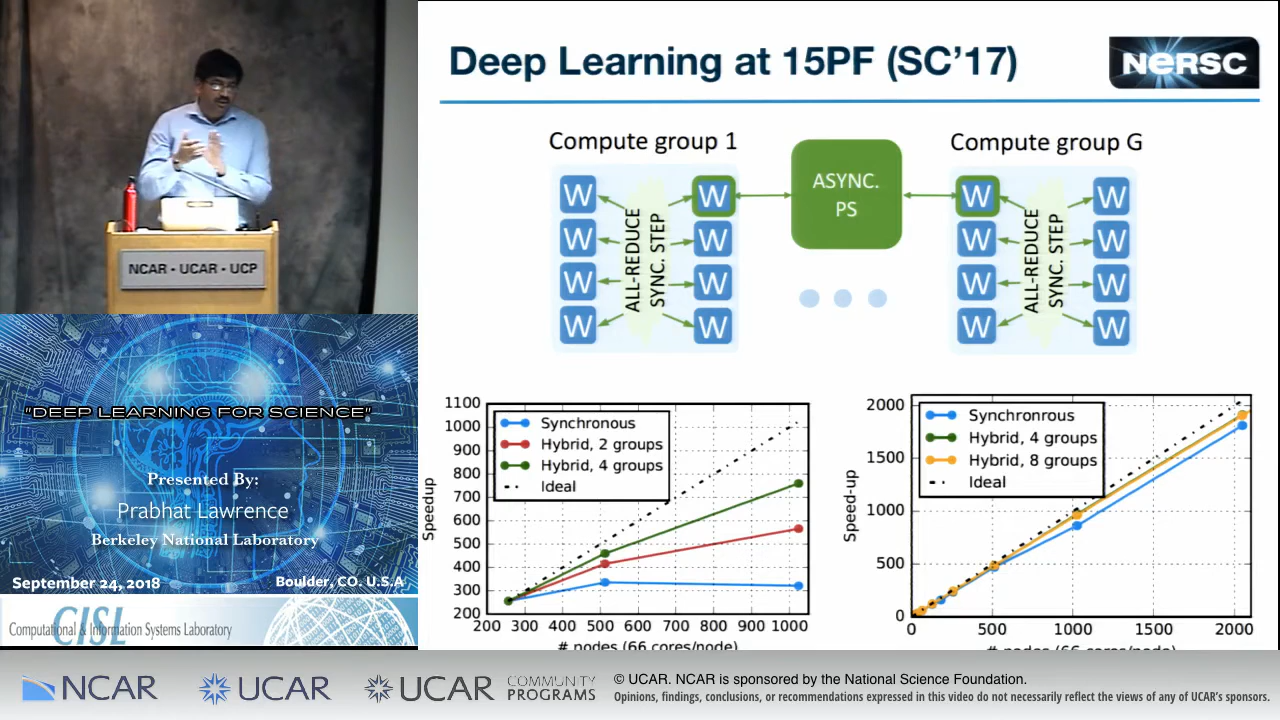 Deep Learning at 15PF (SC'17)
NERSC
Compute group 1
Compute group G
W
W
W
W
ALL-REDUCE
SYNC. STEP
W
W
W
W
ASYNC.
PS
W
W
W
W
ALL-REDUCE
SYNC. STEP
W
W
W
W
NCAR • UCAR • UCP
"DEEP LEARNING FOR SCIENCE"
Presented By:
Prabhat Lawrence
Berkeley National Laboratory
September 24, 2018
Boulder, CO. U.S.A
CISL
Computational & Information Systems Laboratory
Speedup
1100
1000
900
800
700
600
500
400
300
200
Synchronous
Hybrid, 2 groups
Hybrid, 4 groups
Ideal
200 300 400 500 600 700 800 900 1000
# nodes (66 cores/node)
Speed-up
2000
1500
1000
500
0
Synchronrous
Hybrid, 4 groups
Hybrid, 8 groups
Ideal
0 500 1000 1500 2000
# nodes (66 cores/node)
NCAR
UCAR
UCAR
COMMUNITY
PROGRAMS
© UCAR. NCAR is sponsored by the National Science Foundation.
Opinions, findings, conclusions, or recommendations expressed in this video do not necessarily reflect the views of any of UCAR's sponsors.